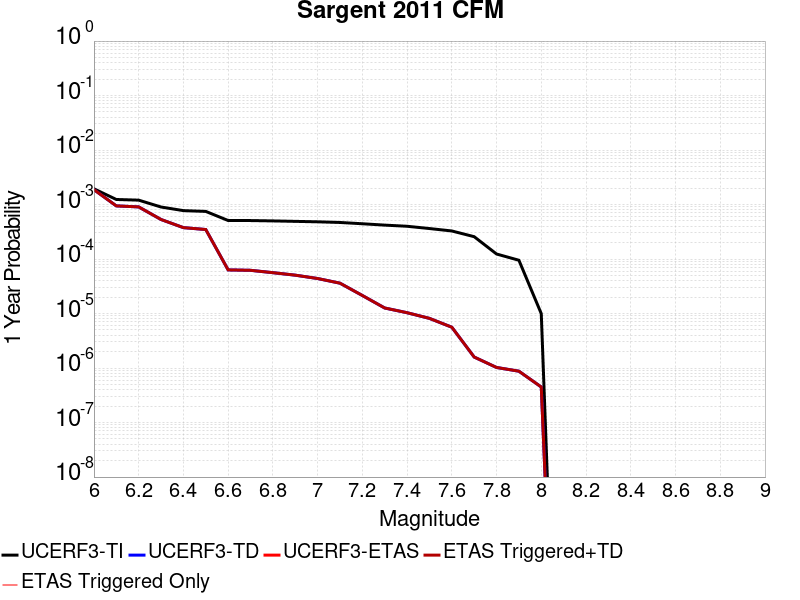 Sargent 2011 CFM
10^0
10^-1
10^-2
10^-3
10^-4
10^-5
10^-6
10^-7
10^-8
1 Year Probability
6 6.2 6.4 6.6 6.8 7 7.2 7.4 7.6 7.8 8 8.2 8.4 8.6 8.8 9
Magnitude
UCERF3-TI UCERF3-TD UCERF3-ETAS ETAS Triggered+TD
ETAS Triggered Only